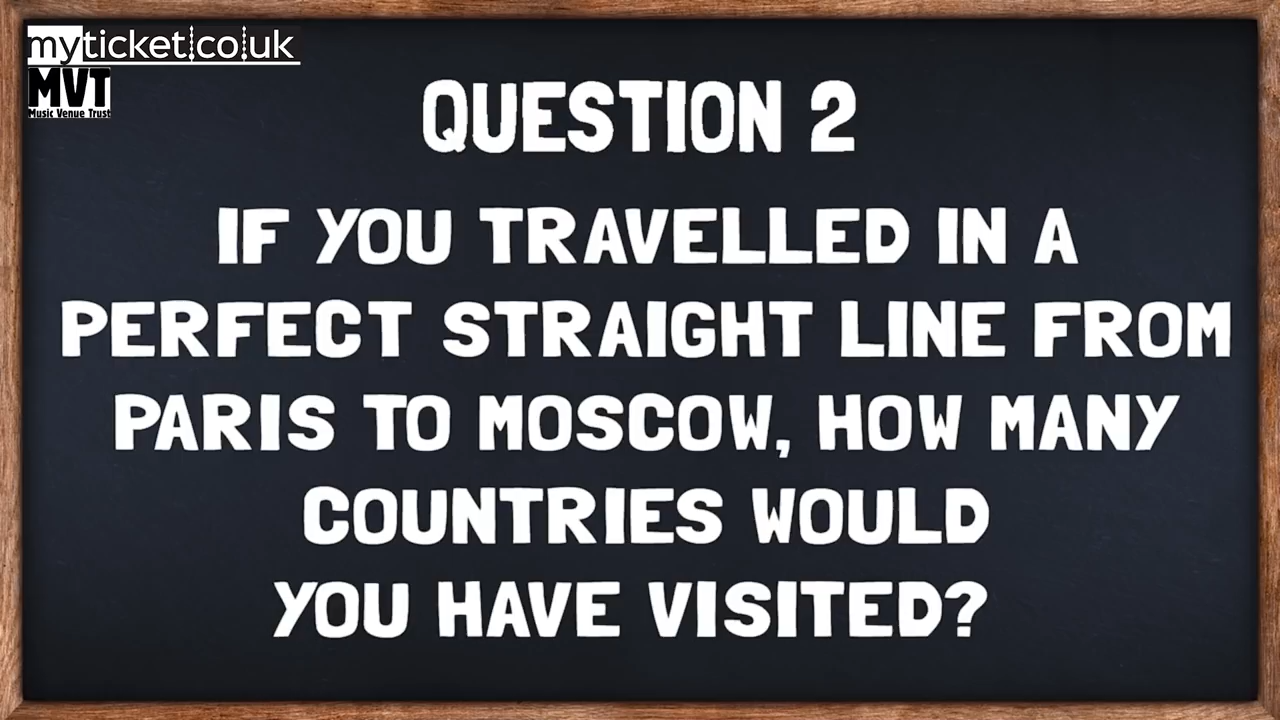 myticket.co.uk
MVT
Music Venue Trust
QUESTION 2
IF YOU TRAVELLED IN A
PERFECT STRAIGHT LINE FROM
PARIS TO MOSCOW, HOW MANY
COUNTRIES WOULD
YOU HAVE VISITED?